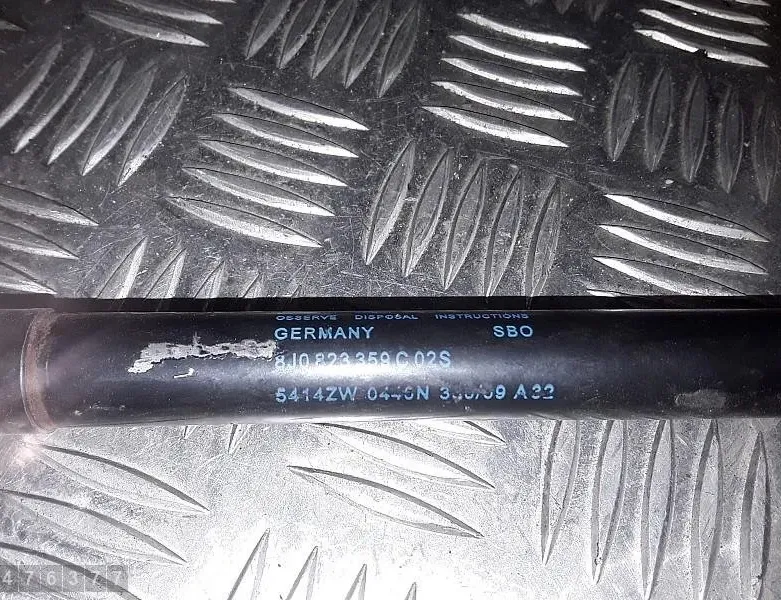 OBSERVE DISPOSAL INSTRUCTIONS
GERMANY SBO
8J0 823 359 C 02S
5414ZW A32
476377